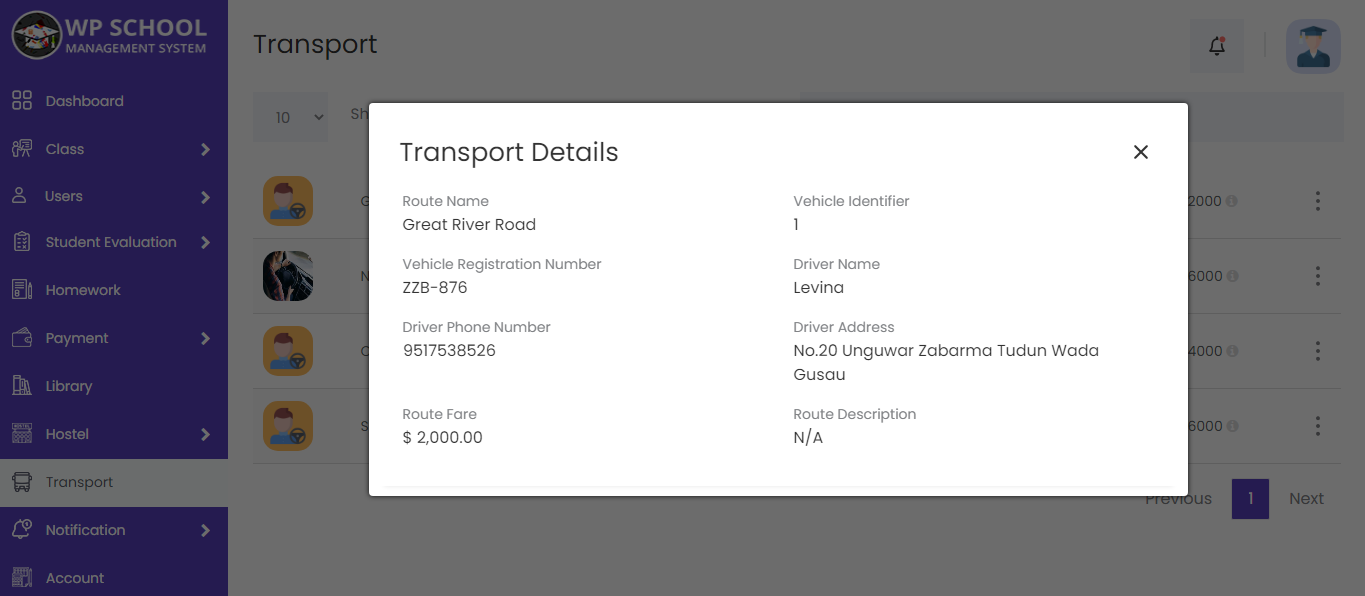 WP SCHOOL
MANAGEMENT SYSTEM
Dashboard
Class
Users
Student Evaluation
Homework
Payment
Library
Hostel
Transport
Notification
Account
Transport
10
Sh
Transport Details
Route Name
Great River Road
Vehicle Identifier
1
Vehicle Registration Number
ZZB-876
Driver Name
Levina
Driver Phone Number
9517538526
Driver Address
No.20 Unguwar Zabarma Tudun Wada
Gusau
Route Fare
$ 2,000.00
Route Description
N/A
2000
6000
4000
6000
Previous 1 Next